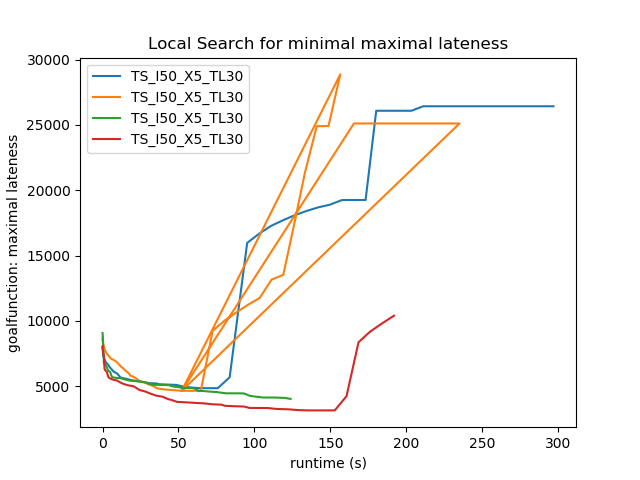 Local Search for minimal maximal lateness
goalfunction: maximal lateness
30000
25000
20000
15000
10000
5000
TS_I50_X5_TL30
TS_I50_X5_TL30
TS_I50_X5_TL30
TS_I50_X5_TL30
0 50 100 150 200 250 300
runtime (s)